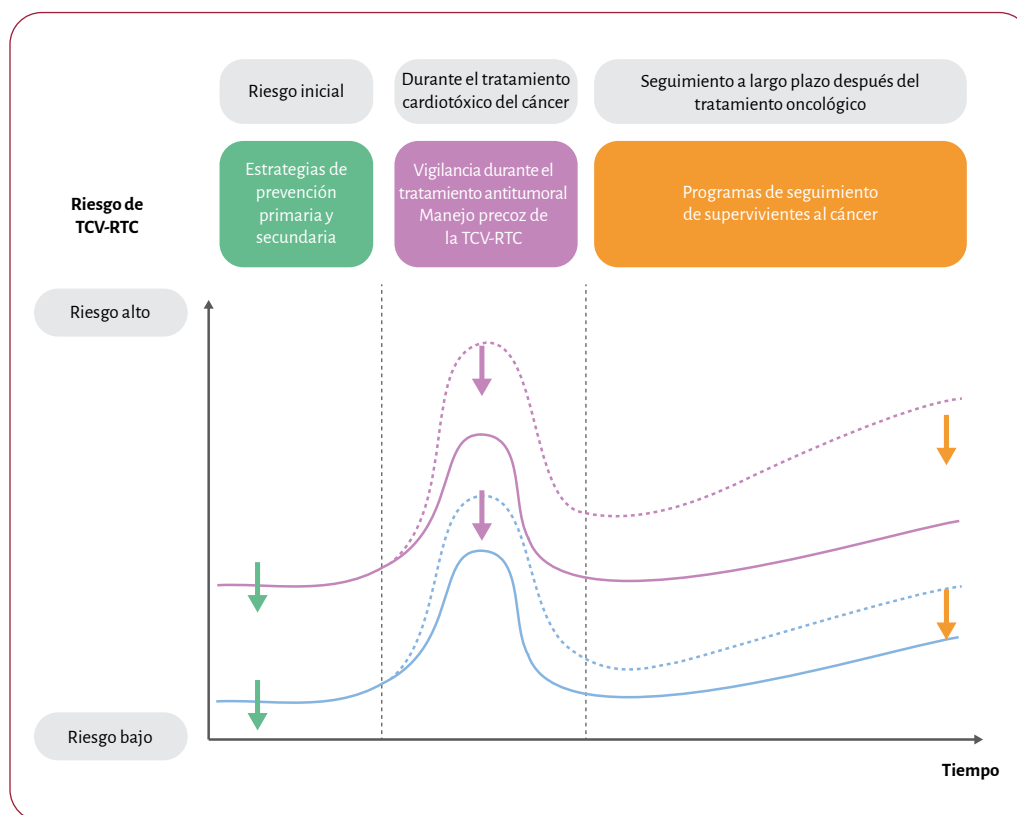 Riesgo inicial
Durante el tratamiento
cardiotóxico del cáncer
Seguimiento a largo plazo después del
tratamiento oncológico
Riesgo de
TCV-RTC
Estrategias de
prevención
primaria y
secundaria
Vigilancia durante el
tratamiento antitumoral
Manejo precoz de
la TCV-RTC
Programas de seguimiento
de supervivientes al cáncer
Riesgo alto
Riesgo bajo
Tiempo